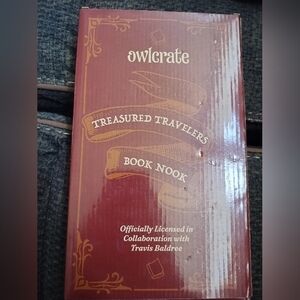 owlcrate
TREASURED TRAVELERS
BOOK NOOK
Officially Licensed in
Collaboration with
Travis Baldree